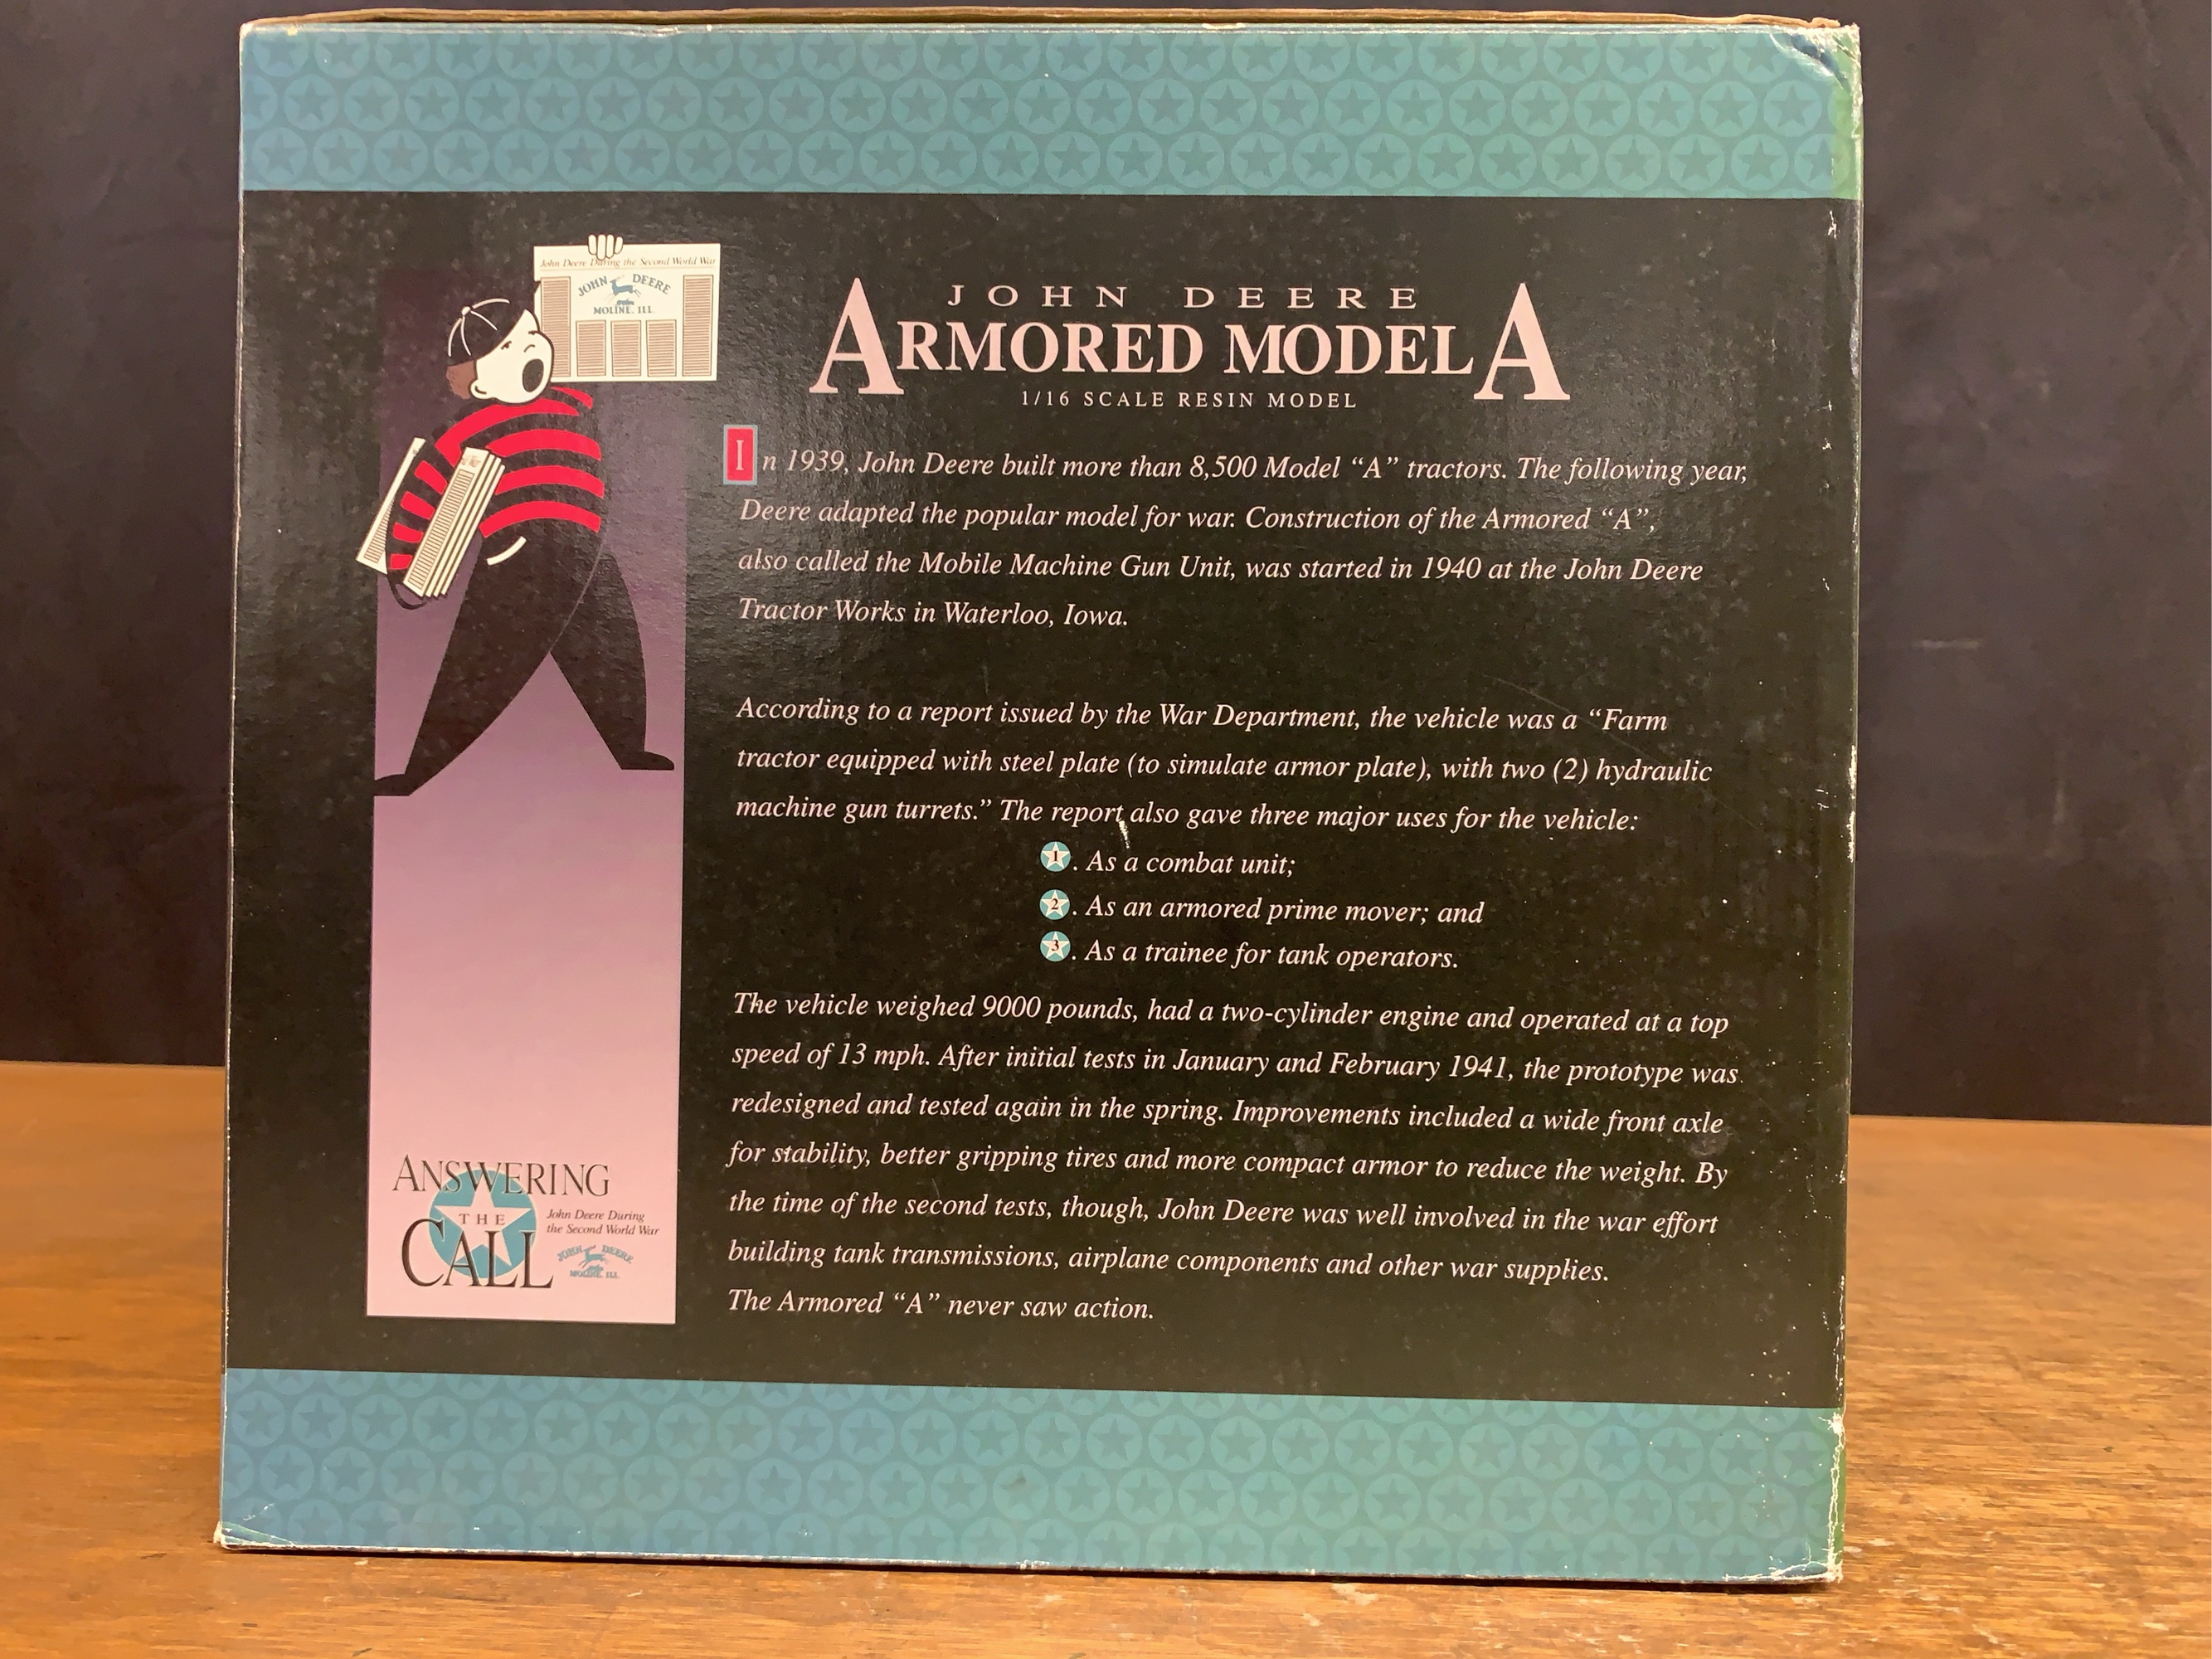 John Deere During the Second World War
JOHN DEERE
MOLINE, ILL.
JOHN DEERE
ARMORED MODEL A
1/16 SCALE RESIN MODEL
In 1939, John Deere built more than 8,500 Model “A” tractors. The following year,
Deere adapted the popular model for war. Construction of the Armored “A”,
also called the Mobile Machine Gun Unit, was started in 1940 at the John Deere
Tractor Works in Waterloo, Iowa.
According to a report issued by the War Department, the vehicle was a “Farm
tractor equipped with steel plate (to simulate armor plate), with two (2) hydraulic
machine gun turrets.” The report also gave three major uses for the vehicle:
1. As a combat unit;
2. As an armored prime mover; and
3. As a trainee for tank operators.
The vehicle weighed 9000 pounds, had a two-cylinder engine and operated at a top
speed of 13 mph. After initial tests in January and February 1941, the prototype was
redesigned and tested again in the spring. Improvements included a wide front axle
for stability, better gripping tires and more compact armor to reduce the weight. By
the time of the second tests, though, John Deere was well involved in the war effort
building tank transmissions, airplane components and other war supplies.
The Armored “A” never saw action.
ANSWERING
THE
CALL
John Deere During
the Second World War
JOHN DEERE
MOLINE, ILL.